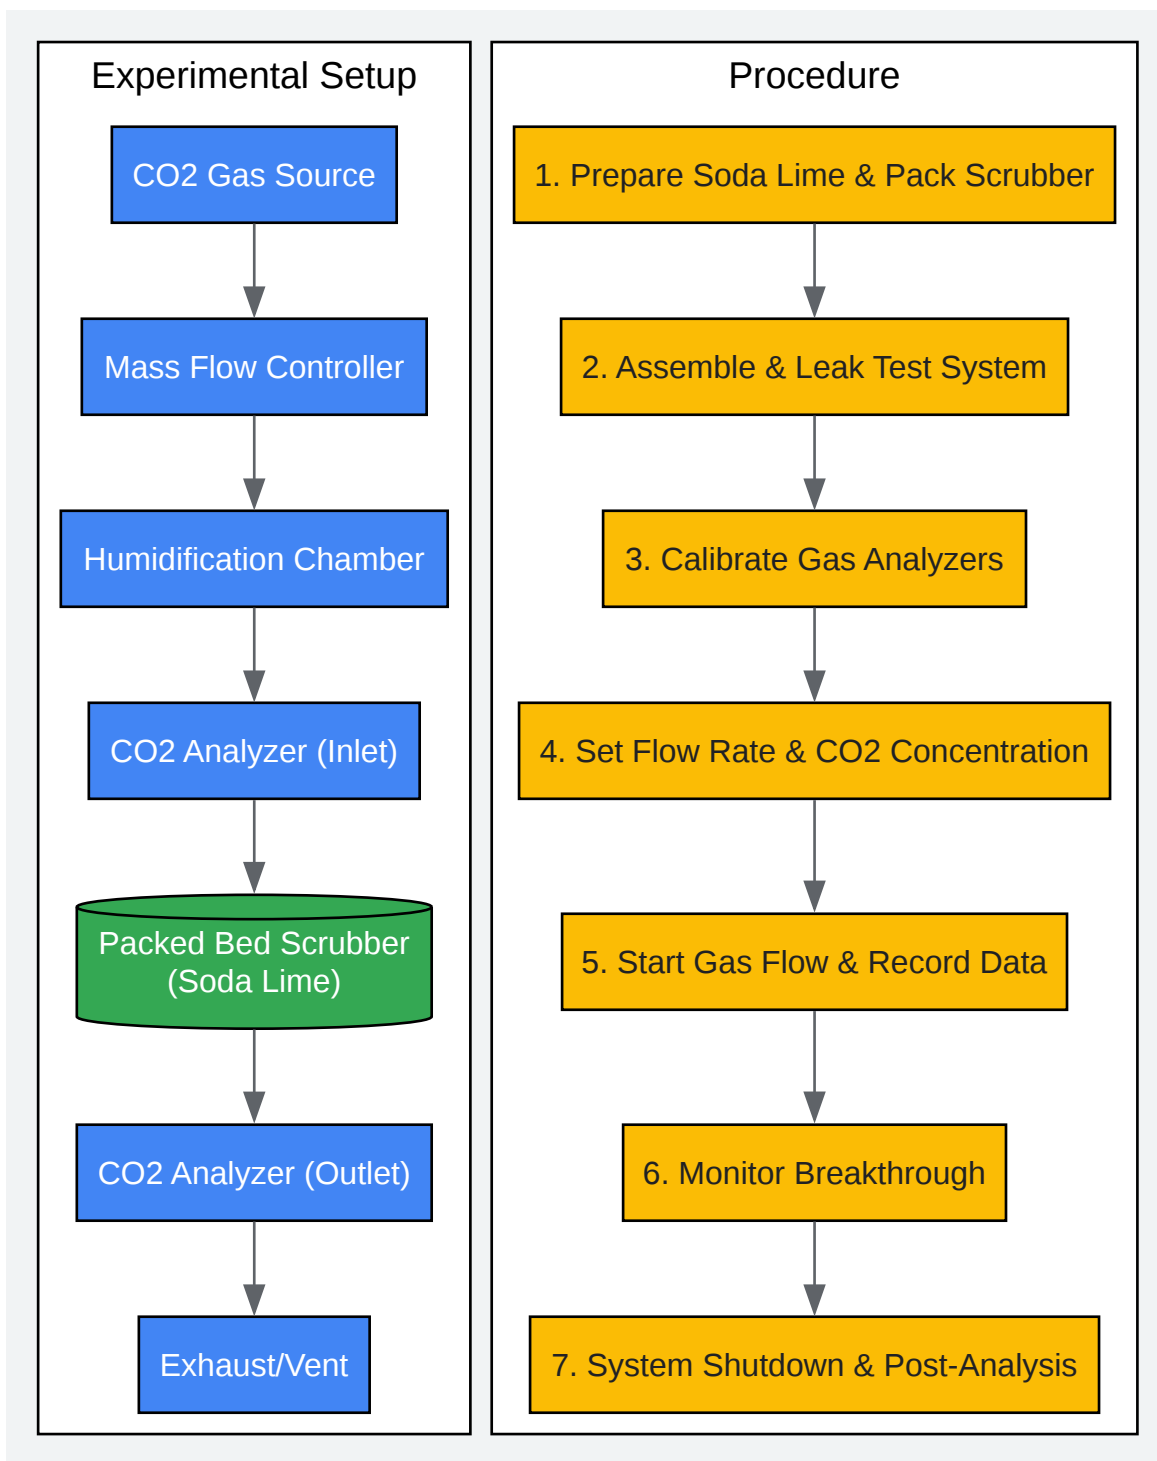 Experimental Setup
CO2 Gas Source
Mass Flow Controller
Humidification Chamber
CO2 Analyzer (Inlet)
Packed Bed Scrubber
(Soda Lime)
CO2 Analyzer (Outlet)
Exhaust/Vent
Procedure
1. Prepare Soda Lime & Pack Scrubber
2. Assemble & Leak Test System
3. Calibrate Gas Analyzers
4. Set Flow Rate & CO2 Concentration
5. Start Gas Flow & Record Data
6. Monitor Breakthrough
7. System Shutdown & Post-Analysis